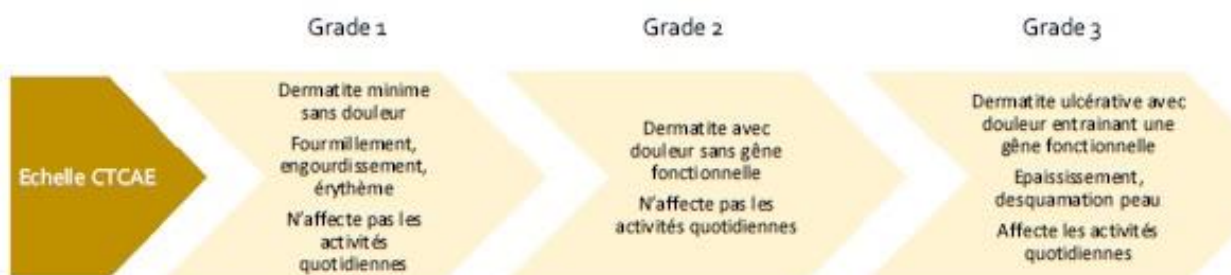 Grade 1
Grade 2
Grade 3
Echelle CTCAE
Dermatite minime
sans douleur
Fourmillement,
engourdissement,
érythème
N'affecte pas les
activités
quotidiennes
Dermatite avec
douleur sans gêne
fonctionnelle
N'affecte pas les
activités quotidiennes
Dermatite ulcérative avec
douleur entrainant une
gêne fonctionnelle
Epaississement,
desquamation peau
Affecte les activités
quotidiennes